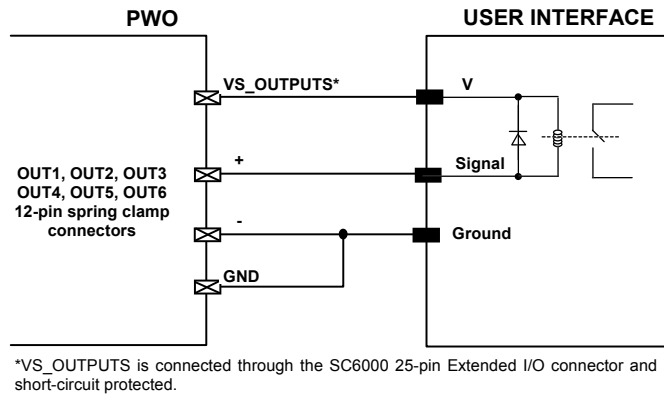 PWO
USER INTERFACE
VS_OUTPUTS*
V
OUT1, OUT2, OUT3
OUT4, OUT5, OUT6
12-pin spring clamp
connectors
+
Signal
-
Ground
GND
*VS_OUTPUTS is connected through the SC6000 25-pin Extended I/O connector and
short-circuit protected.